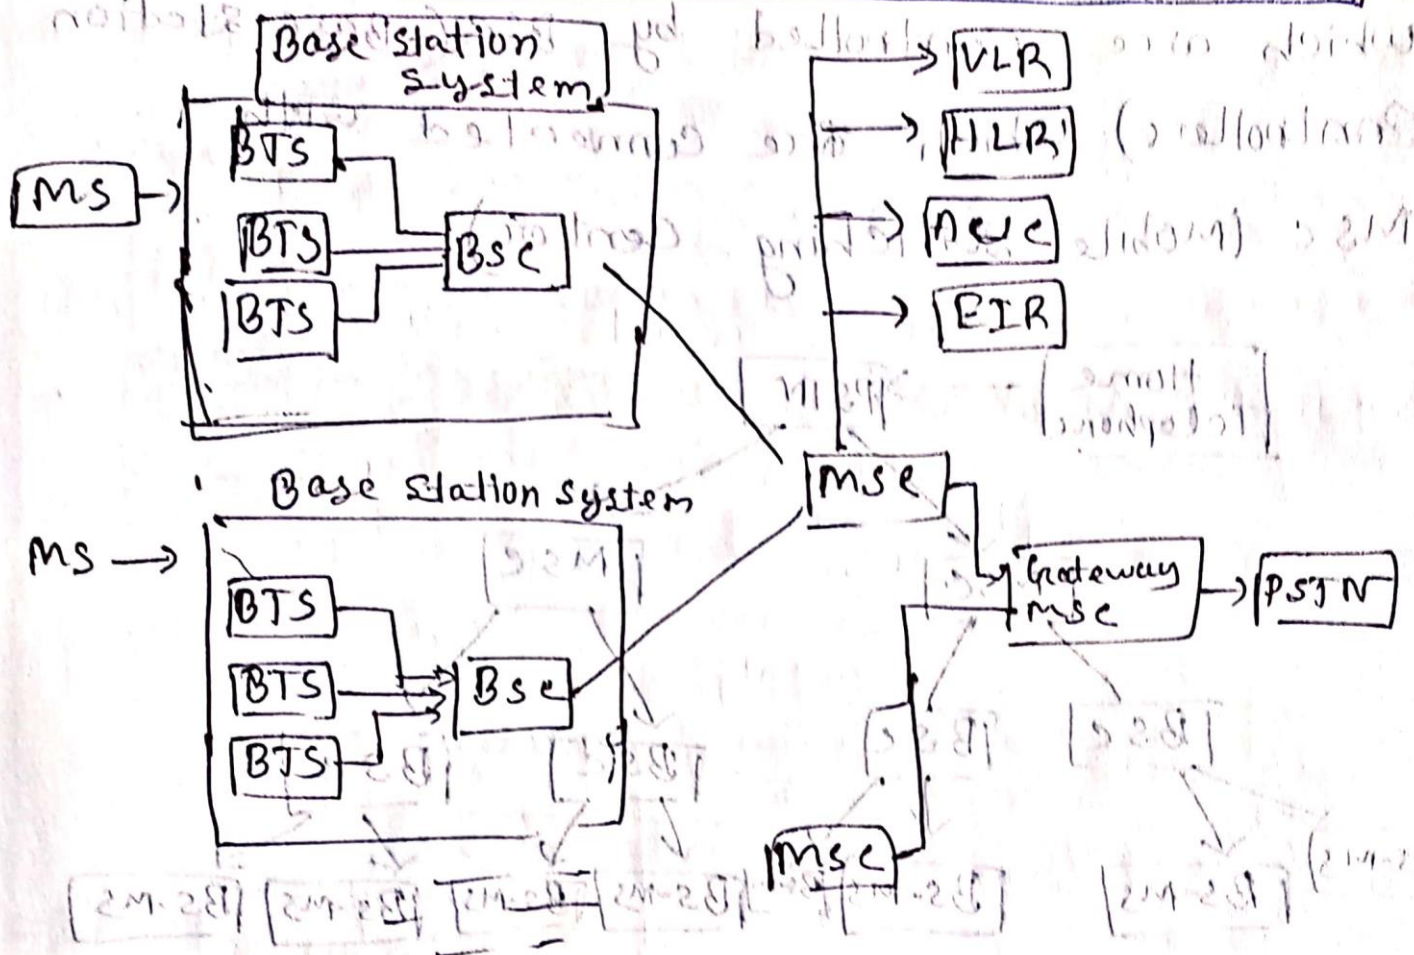 Base Station
System
VLR
BTS
HLR
MS
BTS
BSC
AUC
BTS
EIR
Base Station System
MSC
MS
BTS
Gateway
MSC
PSTN
BTS
BSC
BTS
MSC